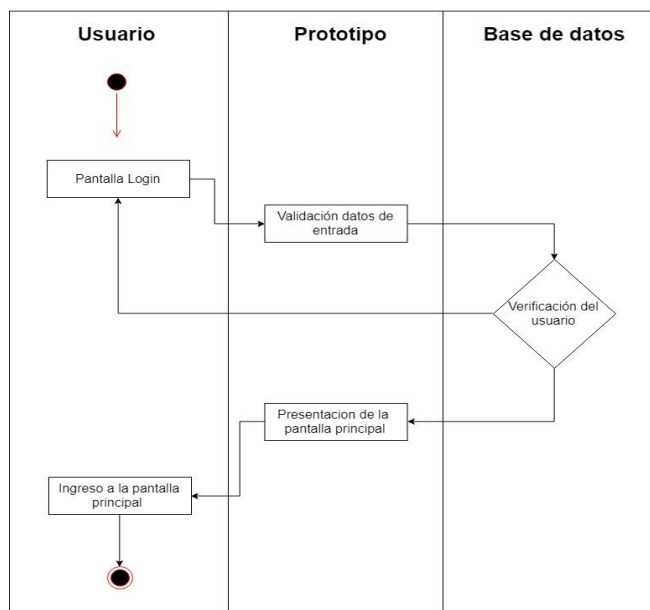 Usuario
Prototipo
Base de datos
Pantalla Login
Validación datos de
entrada
Verificación del
usuario
Presentacion de la
pantalla principal
Ingreso a la pantalla
principal